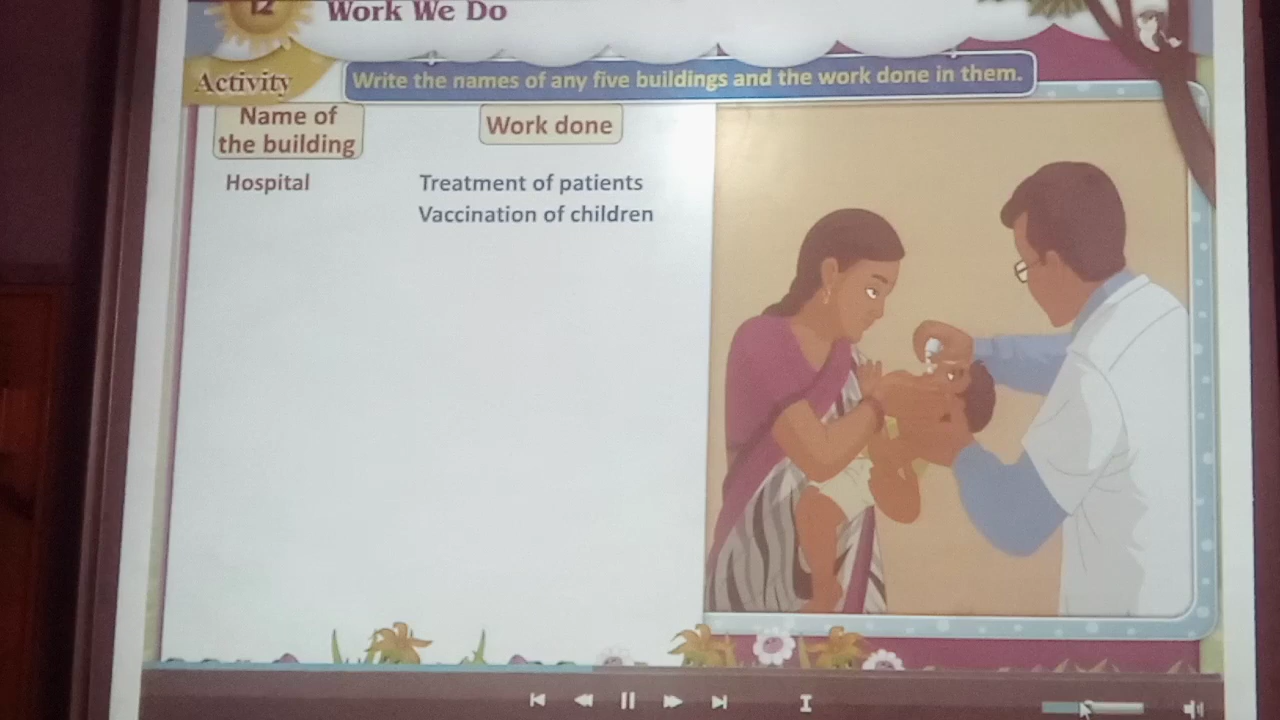 12
Work We Do
Activity
Write the names of any five buildings and the work done in them.
Name of
the building
Work done
Hospital
Treatment of patients
Vaccination of children